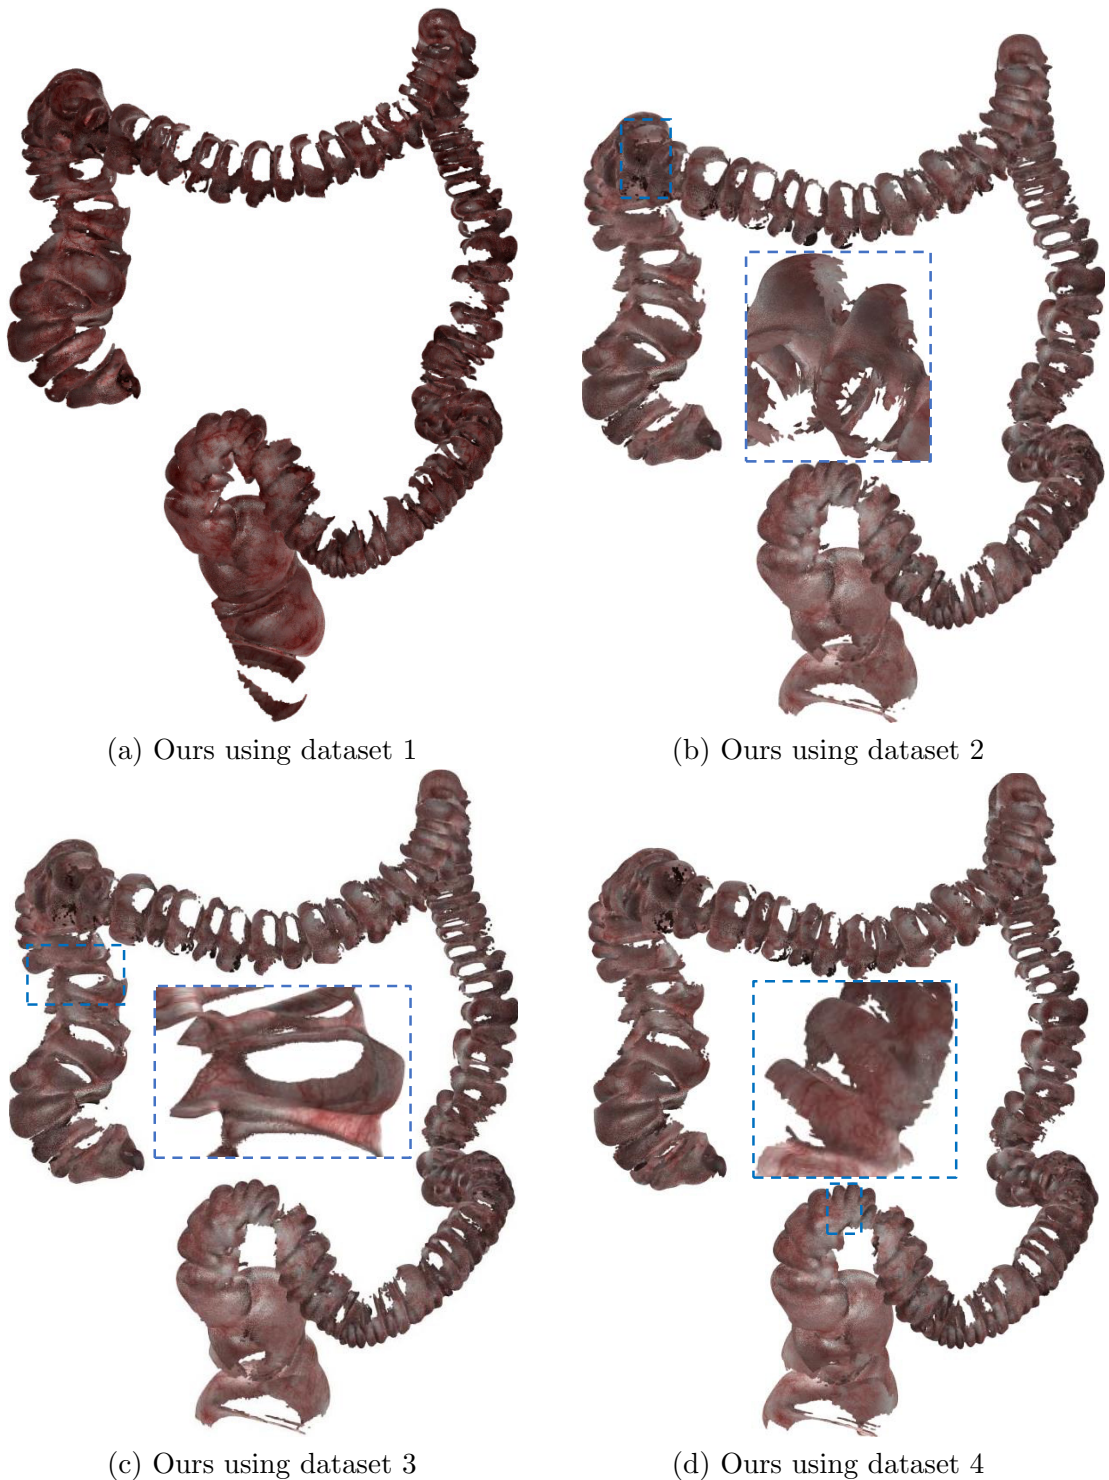 (a) Ours using dataset 1
(b) Ours using dataset 2
(c) Ours using dataset 3
(d) Ours using dataset 4